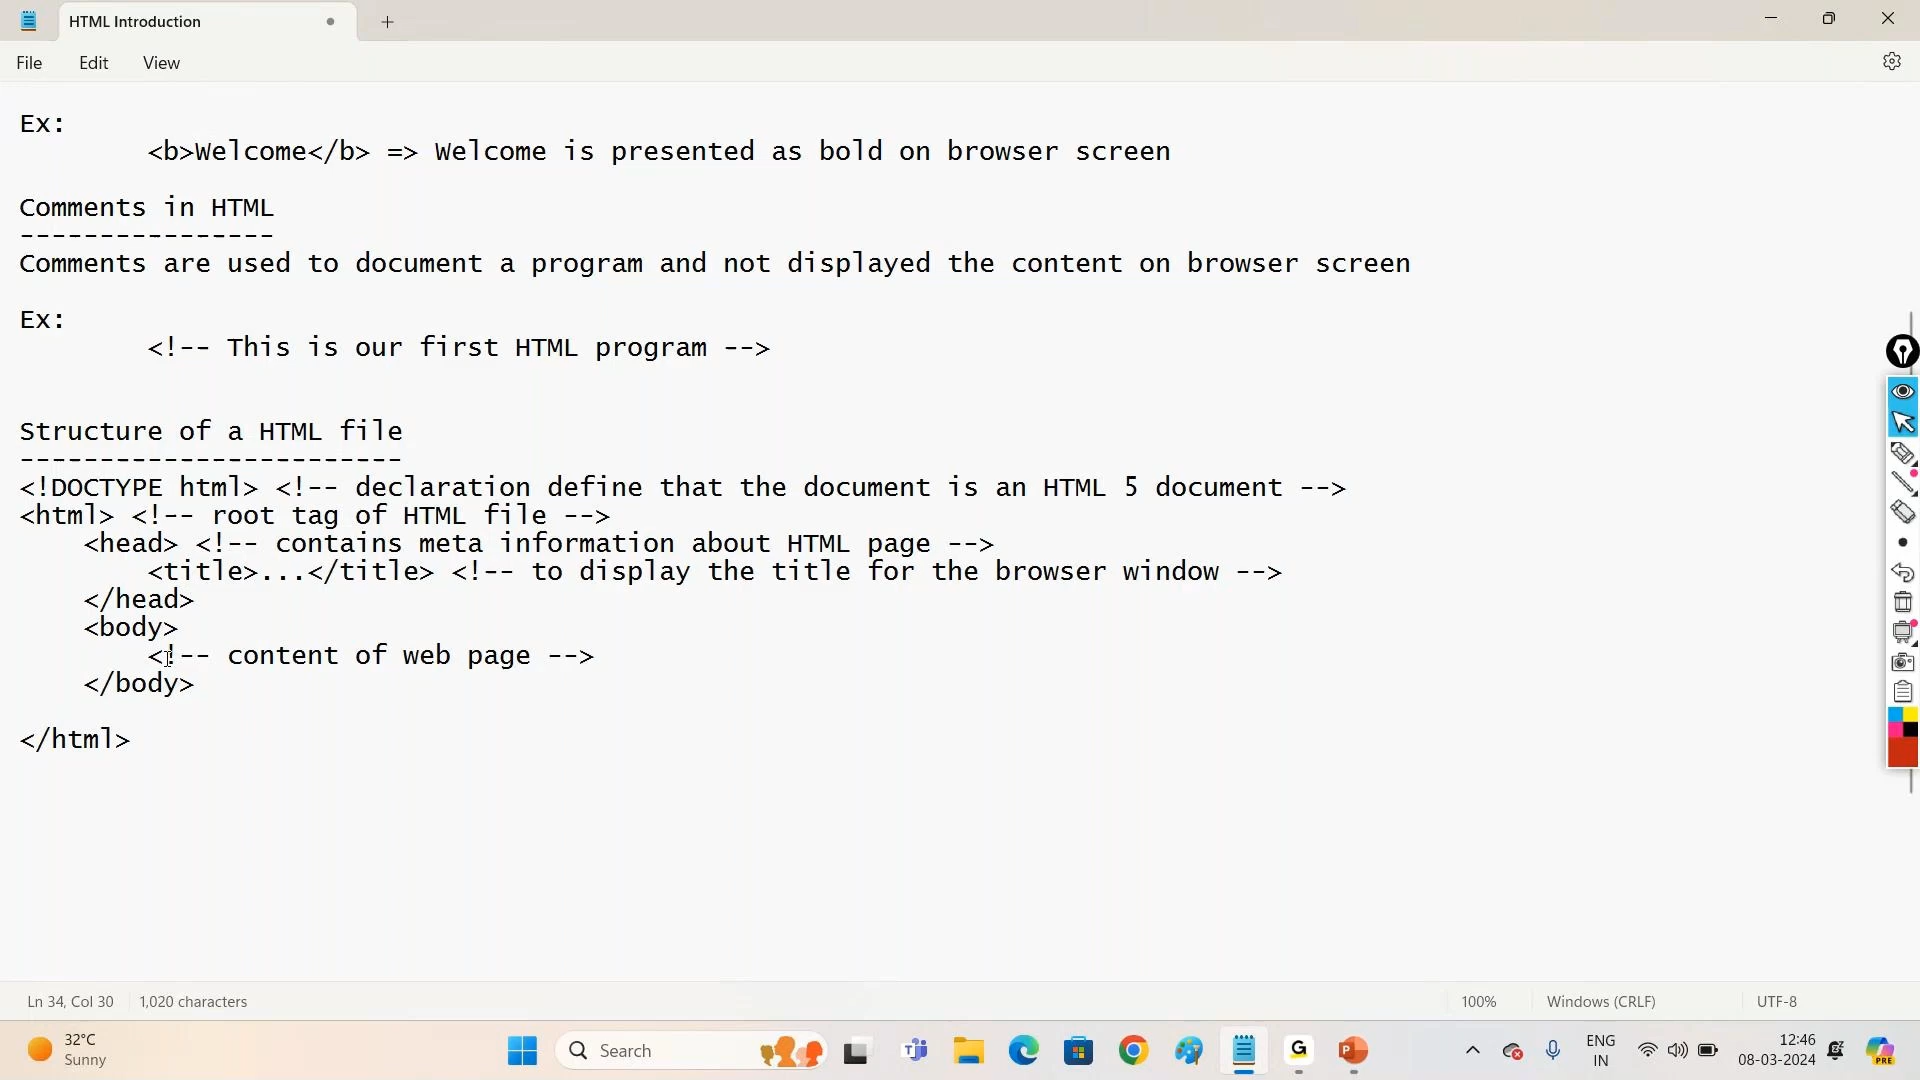 HTML Introduction
File Edit View
Ex:
<b>Welcome</b> => Welcome is presented as bold on browser screen
Comments in HTML
----------------
Comments are used to document a program and not displayed the content on browser screen
Ex:
<!-- This is our first HTML program -->
Structure of a HTML file
------------------------
<!DOCTYPE html> <!-- declaration define that the document is an HTML 5 document -->
<html> <!-- root tag of HTML file -->
<head> <!-- contains meta information about HTML page -->
<title>...</title> <!-- to display the title for the browser window -->
</head>
<body>
<!-- content of web page -->
</body>
</html>
Ln 34, Col 30 1,020 characters 100% Windows (CRLF) UTF-8
32°C
Sunny
Search
ENG
IN
12:46
08-03-2024
PRE